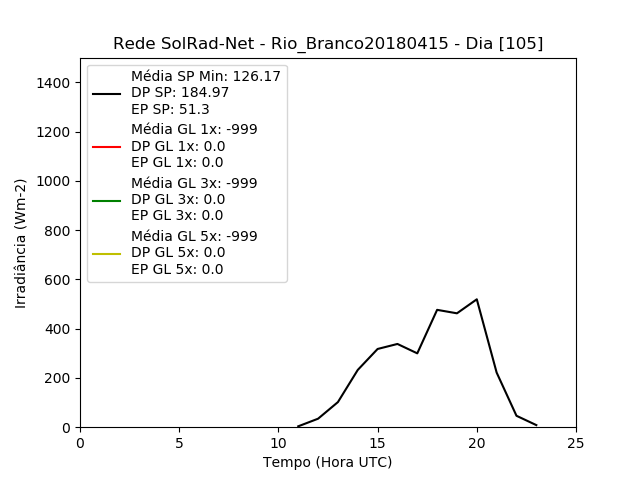 Rede SolRad-Net - Rio_Branco20180415 - Dia [105]
Média SP Min: 126.17
DP SP: 184.97
EP SP: 51.3
Média GL 1x: -999
DP GL 1x: 0.0
EP GL 1x: 0.0
Média GL 3x: -999
DP GL 3x: 0.0
EP GL 3x: 0.0
Média GL 5x: -999
DP GL 5x: 0.0
EP GL 5x: 0.0
Irradiância (Wm-2)
1400
1200
1000
800
600
400
200
0
0 5 10 15 20 25
Tempo (Hora UTC)